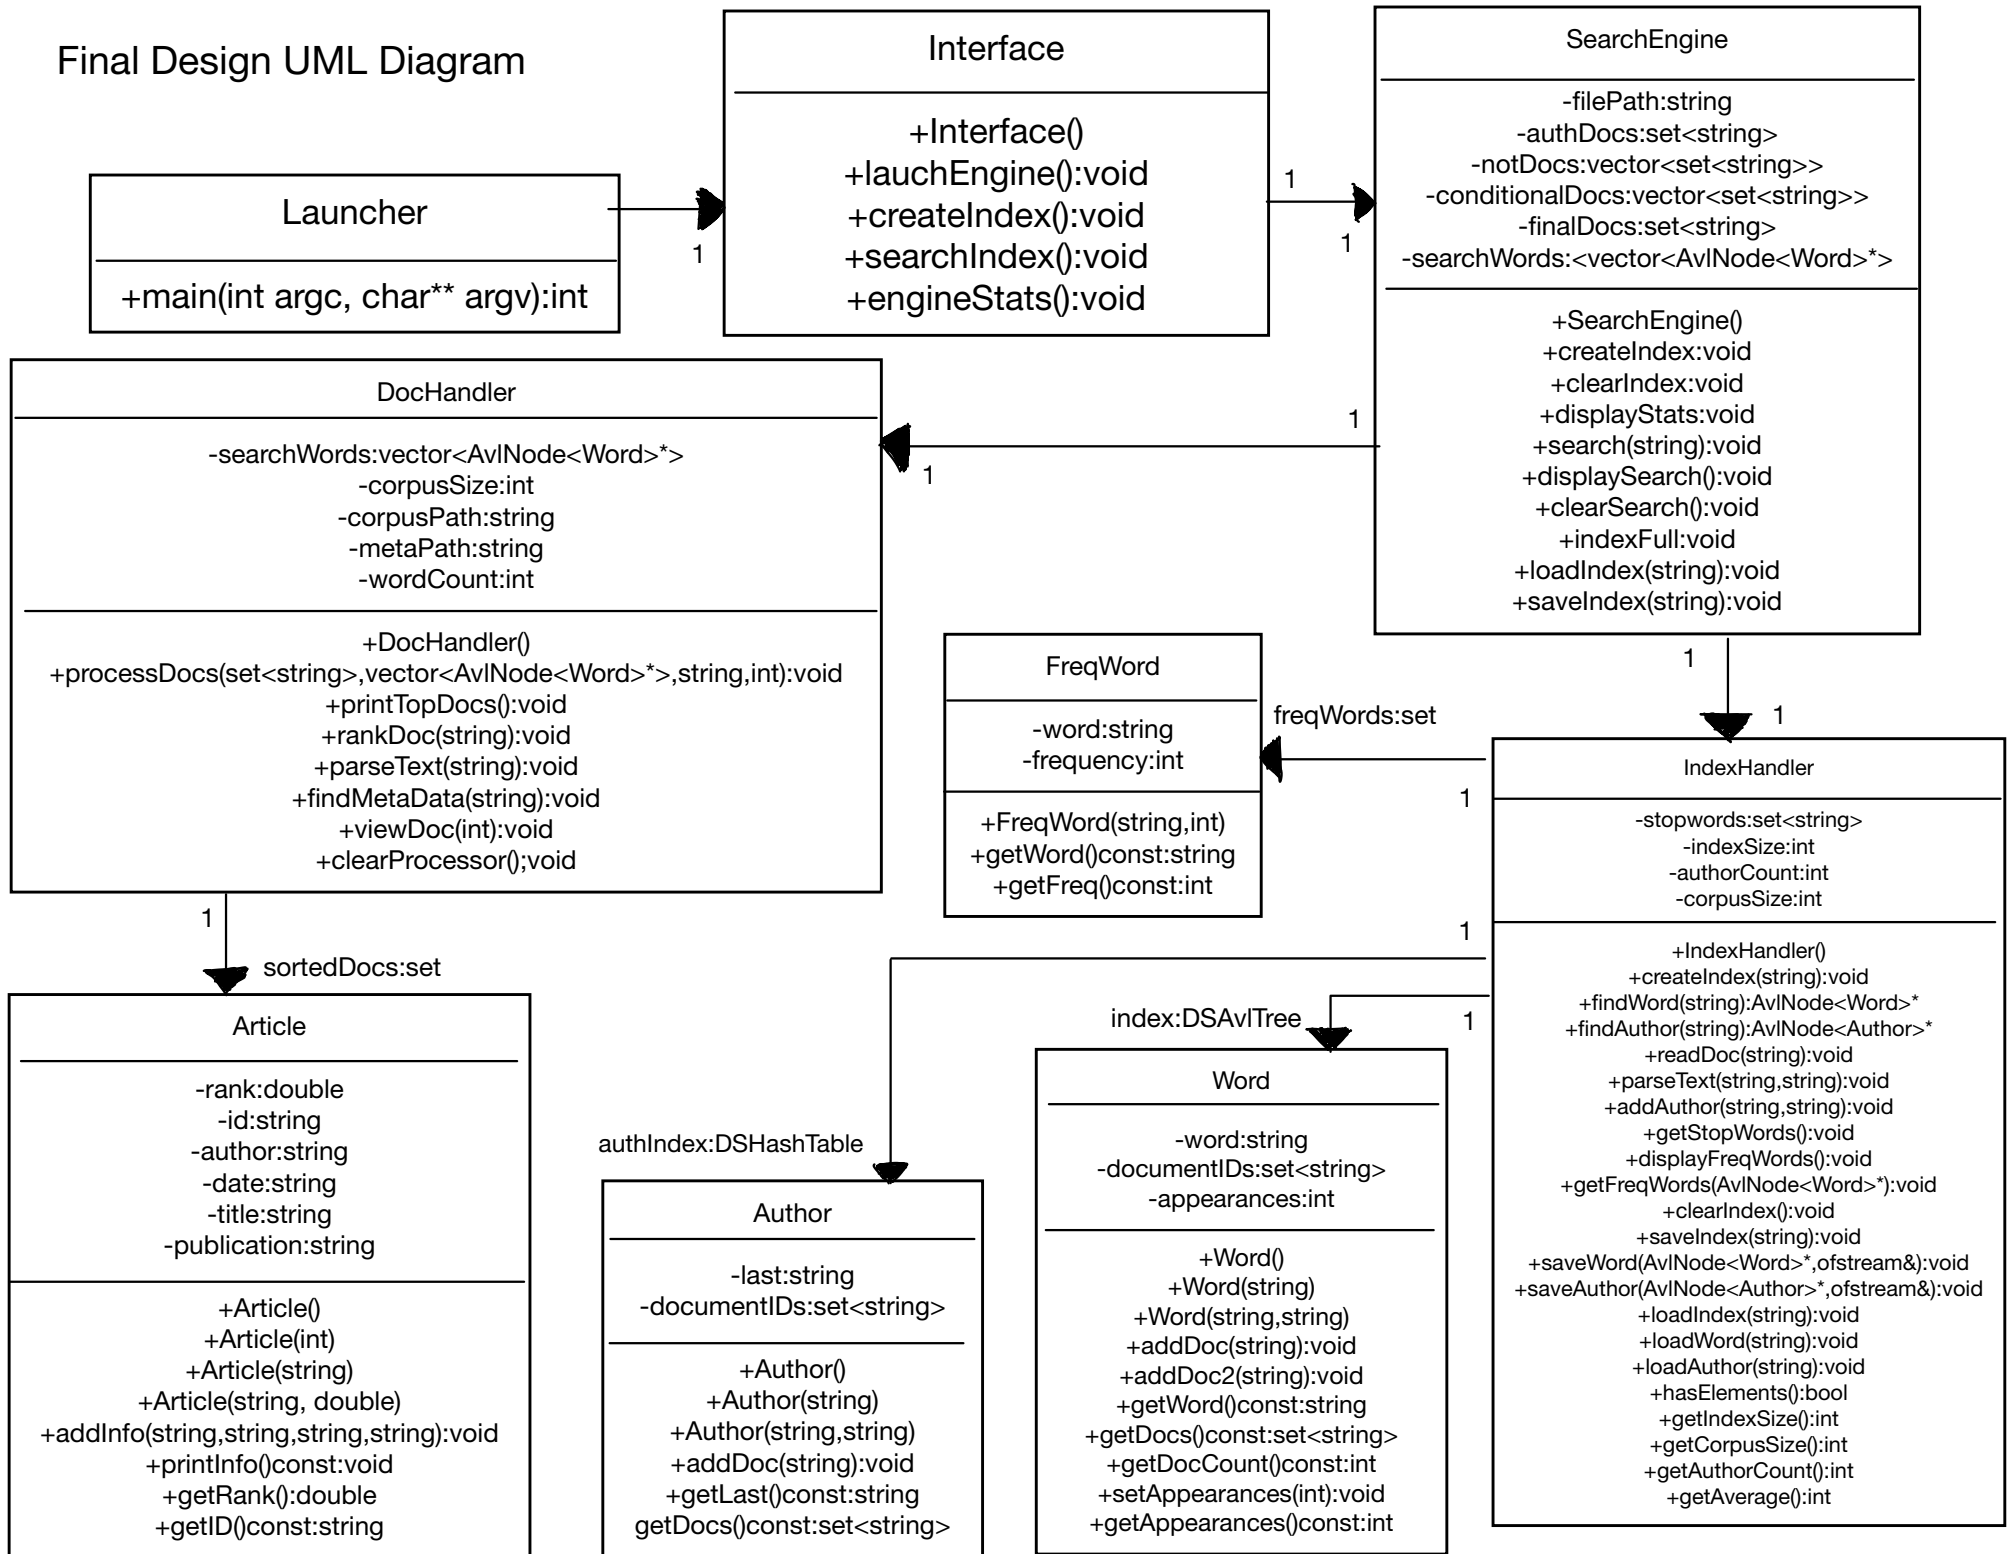 Final Design UML Diagram
Launcher
+main(int argc, char** argv):int
1
Interface
+Interface()
+lauchEngine():void
+createIndex():void
+searchIndex():void
+engineStats():void
1
1
SearchEngine
-filePath:string
-authDocs:set<string>
-notDocs:vector<set<string>>
-conditionalDocs:vector<set<string>>
-finalDocs:set<string>
-searchWords:<vector<AvlNode<Word>*>
+SearchEngine()
+createIndex:void
+clearIndex:void
+displayStats:void
+search(string):void
+displaySearch():void
+clearSearch():void
+indexFull:void
+loadIndex(string):void
+saveIndex(string):void
1
1
1
1
DocHandler
-searchWords:vector<AvlNode<Word>*>
-corpusSize:int
-corpusPath:string
-metaPath:string
-wordCount:int
+DocHandler()
+processDocs(set<string>,vector<AvlNode<Word>*>,string,int):void
+printTopDocs():void
+rankDoc(string):void
+parseText(string):void
+findMetaData(string):void
+viewDoc(int):void
+clearProcessor();void
1
sortedDocs:set
FreqWord
-word:string
-frequency:int
+FreqWord(string,int)
+getWord()const:string
+getFreq()const:int
freqWords:set
1
1
1
IndexHandler
-stopwords:set<string>
-indexSize:int
-authorCount:int
-corpusSize:int
+IndexHandler()
+createIndex(string):void
+findWord(string):AvlNode<Word>*
+findAuthor(string):AvlNode<Author>*
+readDoc(string):void
+parseText(string,string):void
+addAuthor(string,string):void
+getStopWords():void
+displayFreqWords():void
+getFreqWords(AvlNode<Word>*):void
+clearIndex():void
+saveIndex(string):void
+saveWord(AvlNode<Word>*,ofstream&):void
+saveAuthor(AvlNode<Author>*,ofstream&):void
+loadIndex(string):void
+loadWord(string):void
+loadAuthor(string):void
+hasElements():bool
+getIndexSize():int
+getCorpusSize():int
+getAuthorCount():int
+getAverage():int
Article
-rank:double
-id:string
-author:string
-date:string
-title:string
-publication:string
+Article()
+Article(int)
+Article(string)
+Article(string, double)
+addInfo(string,string,string,string):void
+printInfo()const:void
+getRank():double
+getID()const:string
authIndex:DSHashTable
Author
-last:string
-documentIDs:set<string>
+Author()
+Author(string)
+Author(string,string)
+addDoc(string):void
+getLast()const:string
getDocs()const:set<string>
index:DSAvlTree
Word
-word:string
-documentIDs:set<string>
-appearances:int
+Word()
+Word(string)
+Word(string,string)
+addDoc(string):void
+addDoc2(string):void
+getWord()const:string
+getDocs()const:set<string>
+getDocCount()const:int
+setAppearances(int):void
+getAppearances()const:int